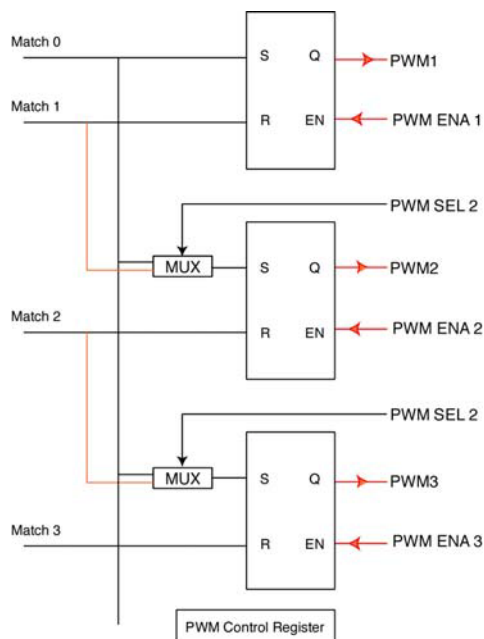 Match 0
S Q
PWM1
Match 1
R EN
PWM ENA 1
PWM SEL 2
MUX
S Q
PWM2
Match 2
R EN
PWM ENA 2
PWM SEL 2
MUX
S Q
PWM3
Match 3
R EN
PWM ENA 3
PWM Control Register